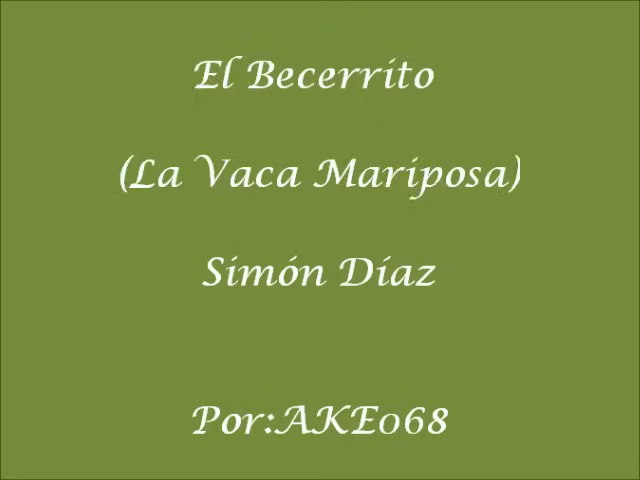 El Becerrito
(La Vaca Mariposa)
Simón Díaz
Por:AKE068